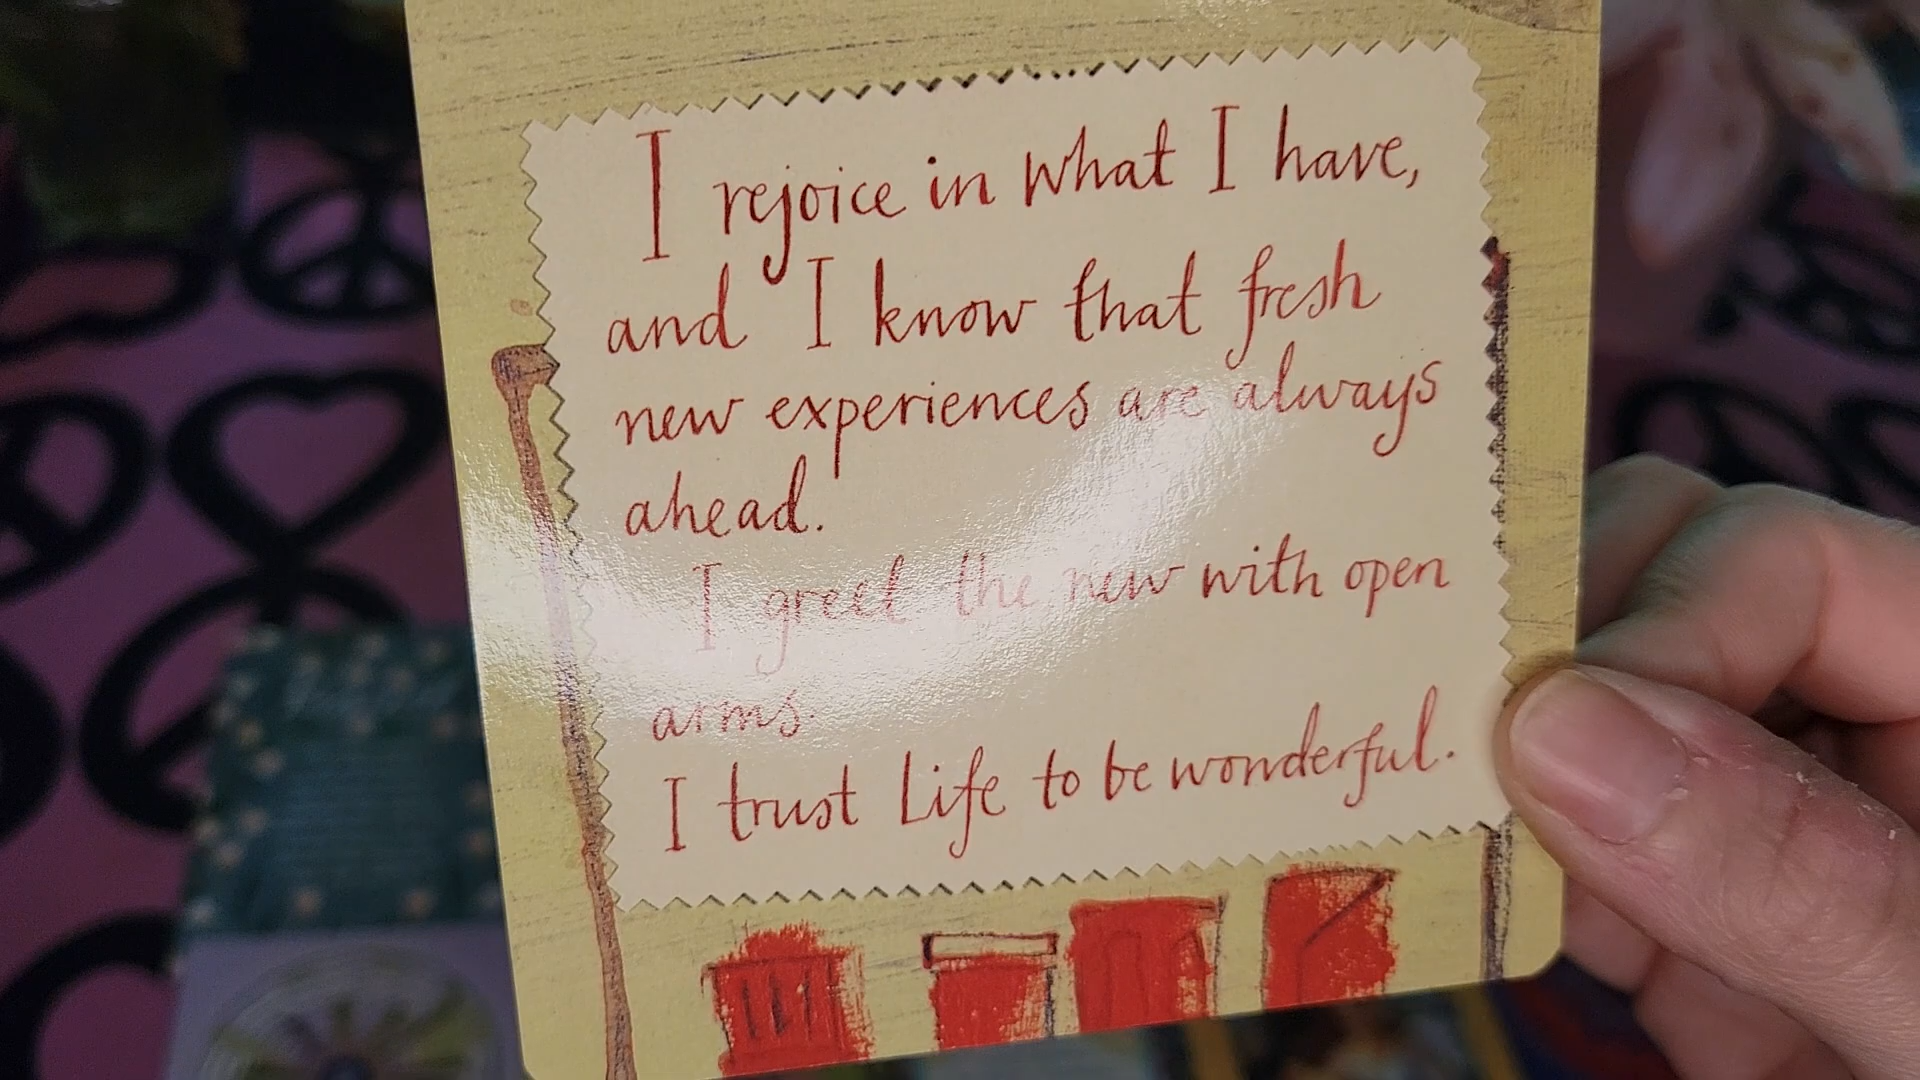 I rejoice in what I have,
and I know that fresh
new experiences are always
ahead.
I greet the new with open
arms.
I trust Life to be wonderful.